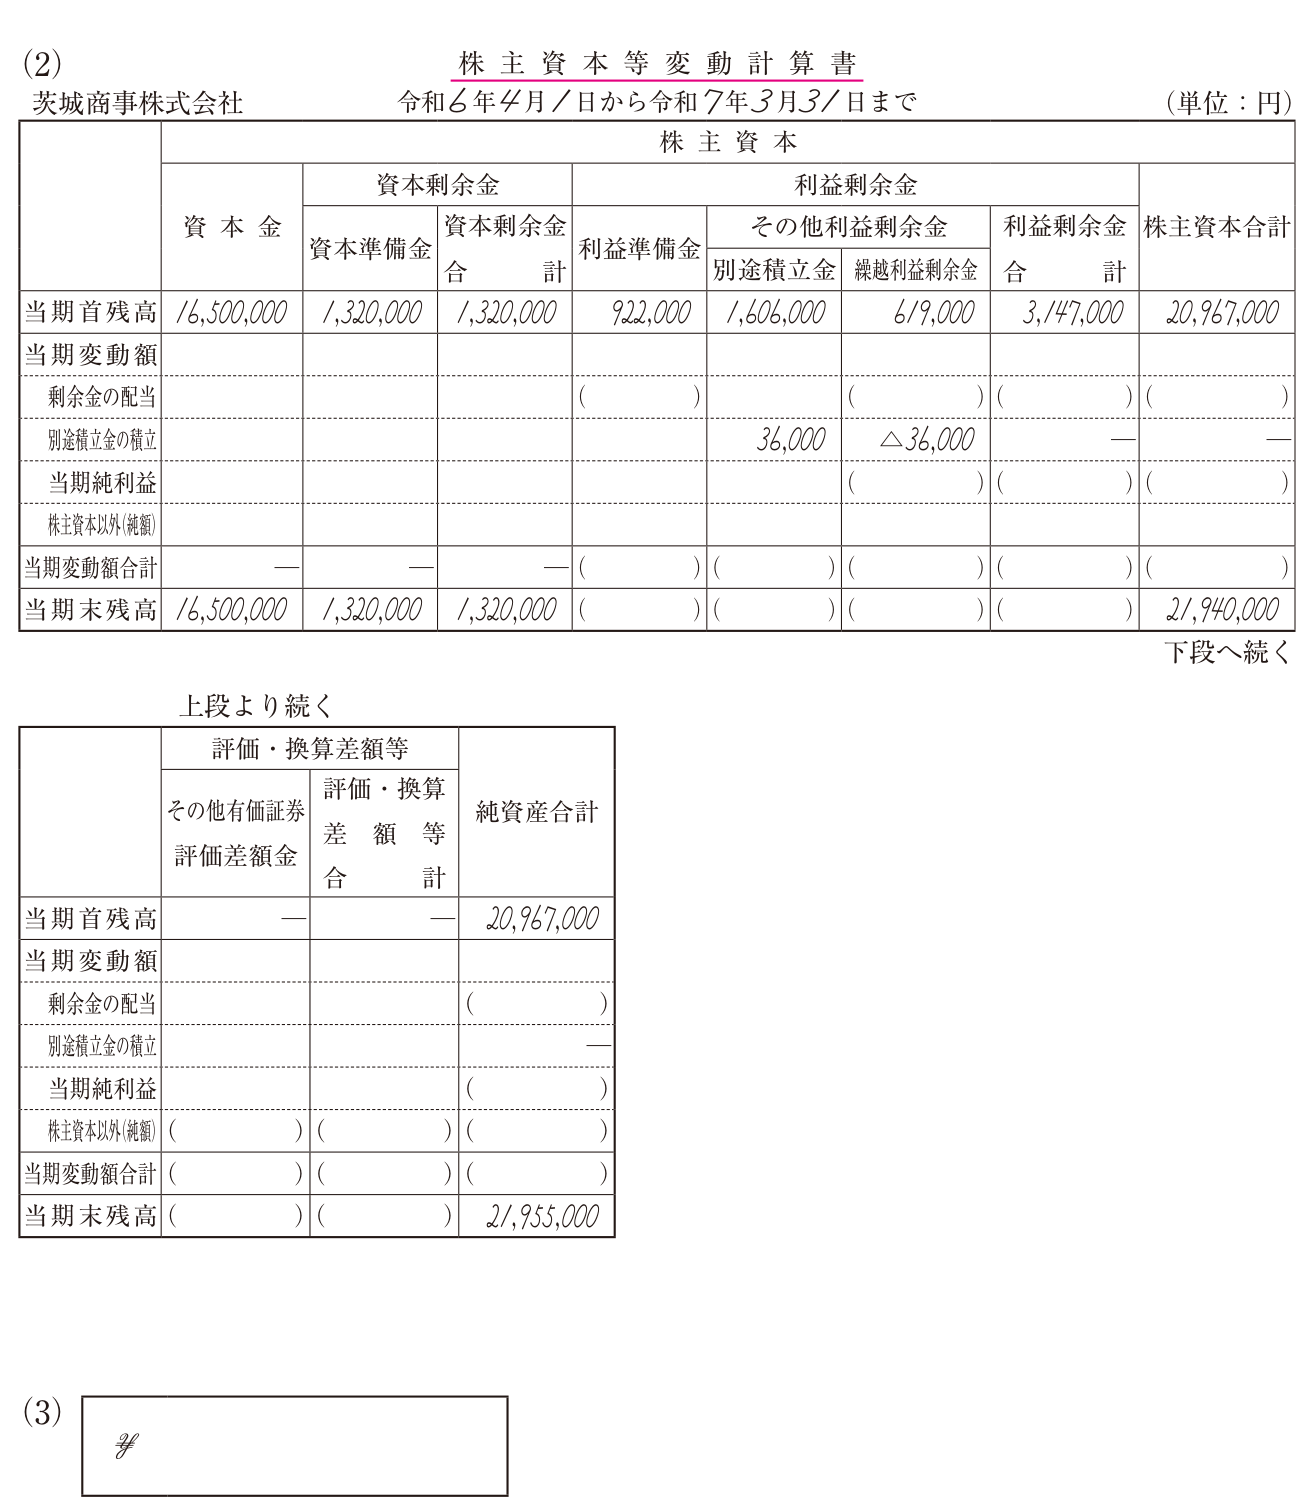 (2)
株主資本等変動計算書
茨城商事株式会社 令和6年4月1日から令和7年3月31日まで (単位：円)
株主資本
資本剰余金 利益剰余金
資本金 資本準備金 資本剰余金合計 利益準備金 その他利益剰余金 利益剰余金合計 株主資本合計
別途積立金 繰越利益剰余金
当期首残高 16,500,000 1,320,000 1,320,000 922,000 1,606,000 619,000 3,147,000 20,967,000
当期変動額
剰余金の配当 ( ) ( ) ( ) ( )
別途積立金の積立 36,000 △36,000 — —
当期純利益 ( ) ( ) ( )
株主資本以外(純額)
当期変動額合計 — — — ( ) ( ) ( ) ( ) ( )
当期末残高 16,500,000 1,320,000 1,320,000 ( ) ( ) ( ) ( ) 21,940,000
下段へ続く
上段より続く
評価・換算差額等
その他有価証券評価差額金 評価・換算差額等合計 純資産合計
当期首残高 — — 20,967,000
当期変動額
剰余金の配当 ( )
別途積立金の積立 —
当期純利益 ( )
株主資本以外(純額) ( ) ( ) ( )
当期変動額合計 ( ) ( ) ( )
当期末残高 ( ) ( ) 21,955,000
(3)
¥